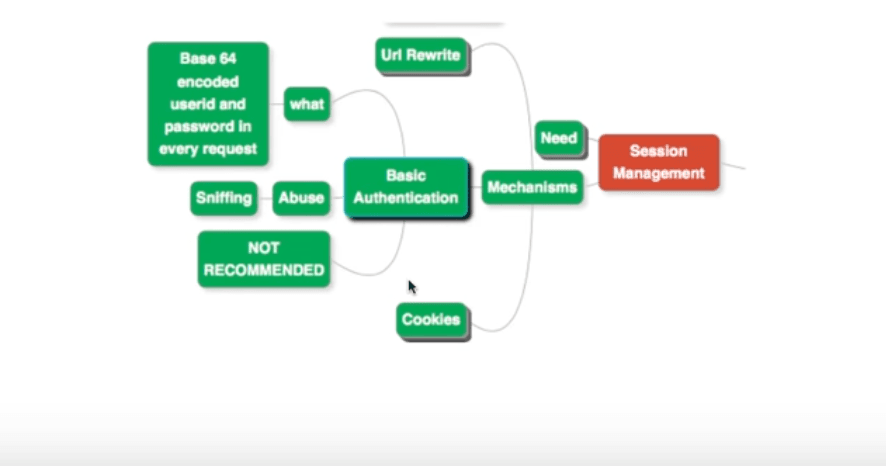 Url Rewrite
Base 64
encoded
userid and
password in
every request
what
Need
Session
Management
Basic
Authentication
Mechanisms
Sniffing
Abuse
NOT
RECOMMENDED
Cookies